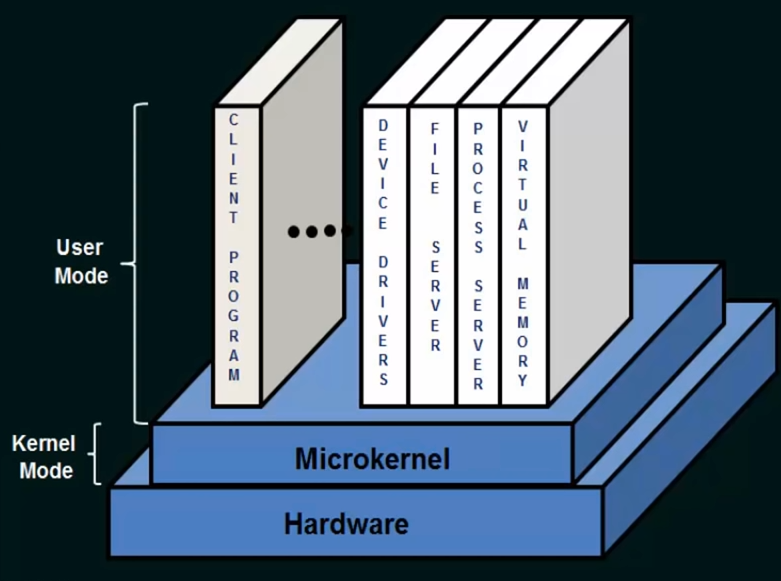 CLIENT PROGRAM
DEVICE DRIVERS
FILE SERVER
PROCESS SERVER
VIRTUAL MEMORY
User
Mode
Kernel
Mode
Microkernel
Hardware